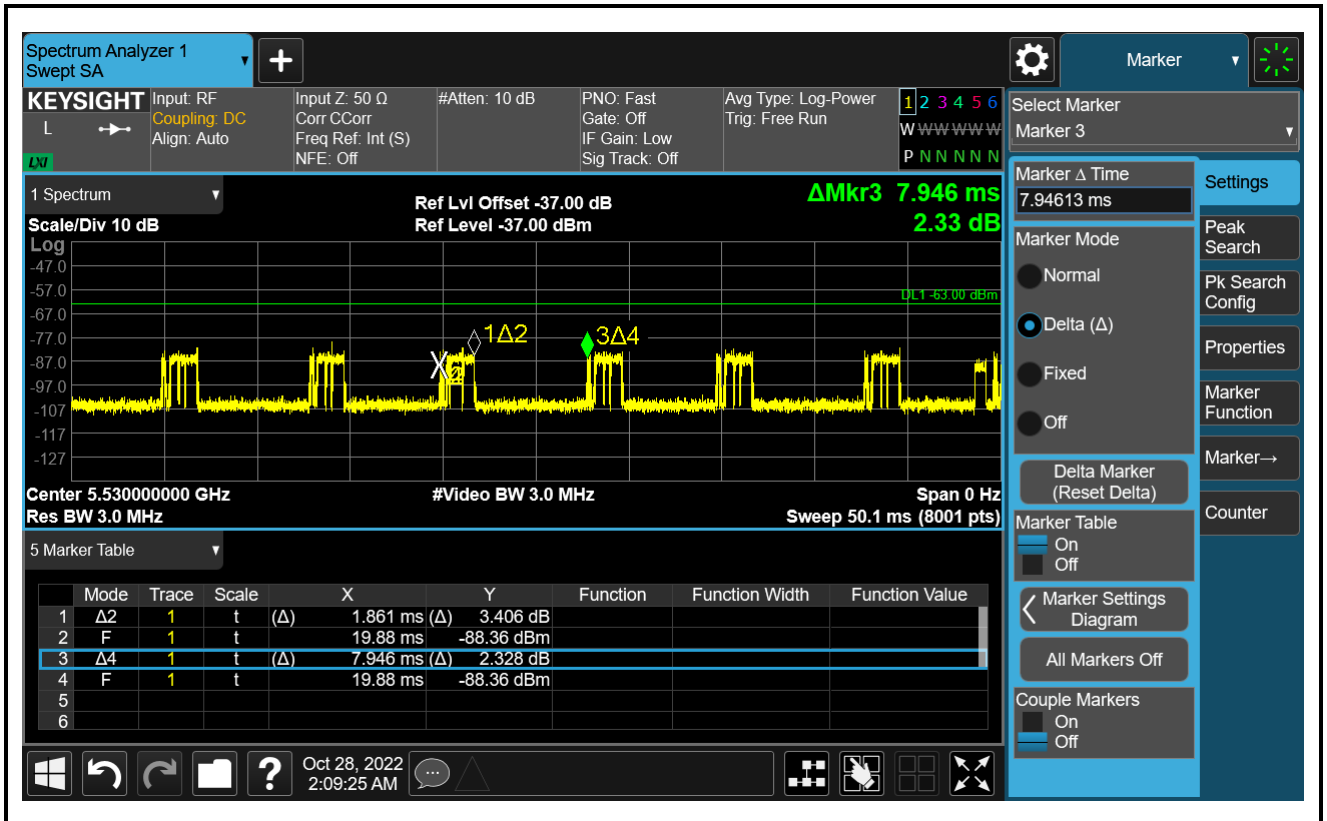 Spectrum Analyzer 1
Swept SA
Marker
KEYSIGHT
L
LXI
Input: RF
Coupling: DC
Align: Auto
Input Z: 50 Ω
Corr CCorr
Freq Ref: Int (S)
NFE: Off
#Atten: 10 dB
PNO: Fast
Gate: Off
IF Gain: Low
Sig Track: Off
Avg Type: Log-Power
Trig: Free Run
1 2 3 4 5 6
W W W W W W
P N N N N N
1 Spectrum
Scale/Div 10 dB
Ref Lvl Offset -37.00 dB
Ref Level -37.00 dBm
ΔMkr3 7.946 ms
2.33 dB
Log
-47.0
-57.0
-67.0
-77.0
-87.0
-97.0
-107
-117
-127
DL1 -63.00 dBm
1Δ2
3Δ4
X
Center 5.530000000 GHz
#Video BW 3.0 MHz
Span 0 Hz
Res BW 3.0 MHz
Sweep 50.1 ms (8001 pts)
5 Marker Table
Mode Trace Scale X Y Function Function Width Function Value
1 Δ2 1 t (Δ) 1.861 ms (Δ) 3.406 dB
2 F 1 t 19.88 ms -88.36 dBm
3 Δ4 1 t (Δ) 7.946 ms (Δ) 2.328 dB
4 F 1 t 19.88 ms -88.36 dBm
5
6
?
Oct 28, 2022
2:09:25 AM
Select Marker
Marker 3
Marker Δ Time
7.94613 ms
Marker Mode
Normal
Delta (Δ)
Fixed
Off
Delta Marker
(Reset Delta)
Marker Table
On
Off
Marker Settings
Diagram
All Markers Off
Couple Markers
On
Off
Settings
Peak
Search
Pk Search
Config
Properties
Marker
Function
Marker→
Counter